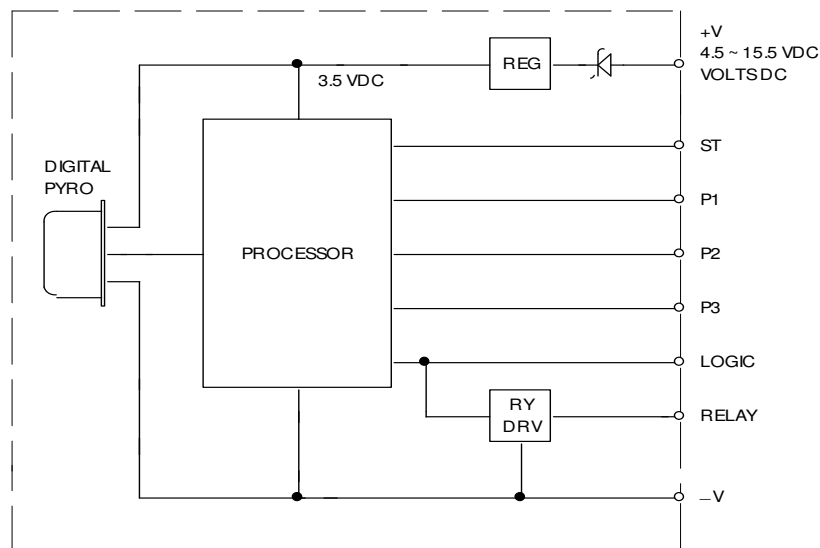 +V
4.5 ~ 15.5 VDC
VOLTS DC
REG
3.5 VDC
ST
DIGITAL
PYRO
P1
PROCESSOR
P2
P3
LOGIC
RY
DRV
RELAY
–V